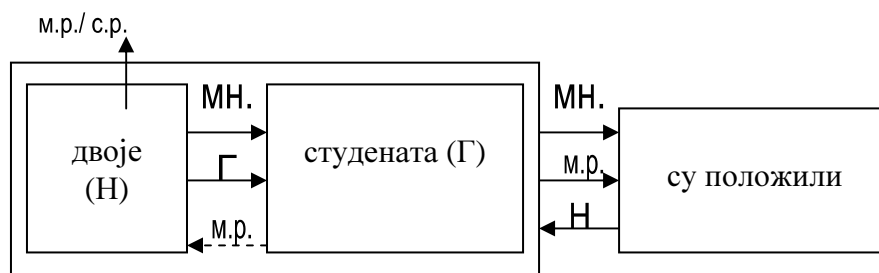 м.р./ с.р.
мн.
мн.
двоје
(Н)
студената (Г)
Г
м.р.
су положили
м.р.
Н